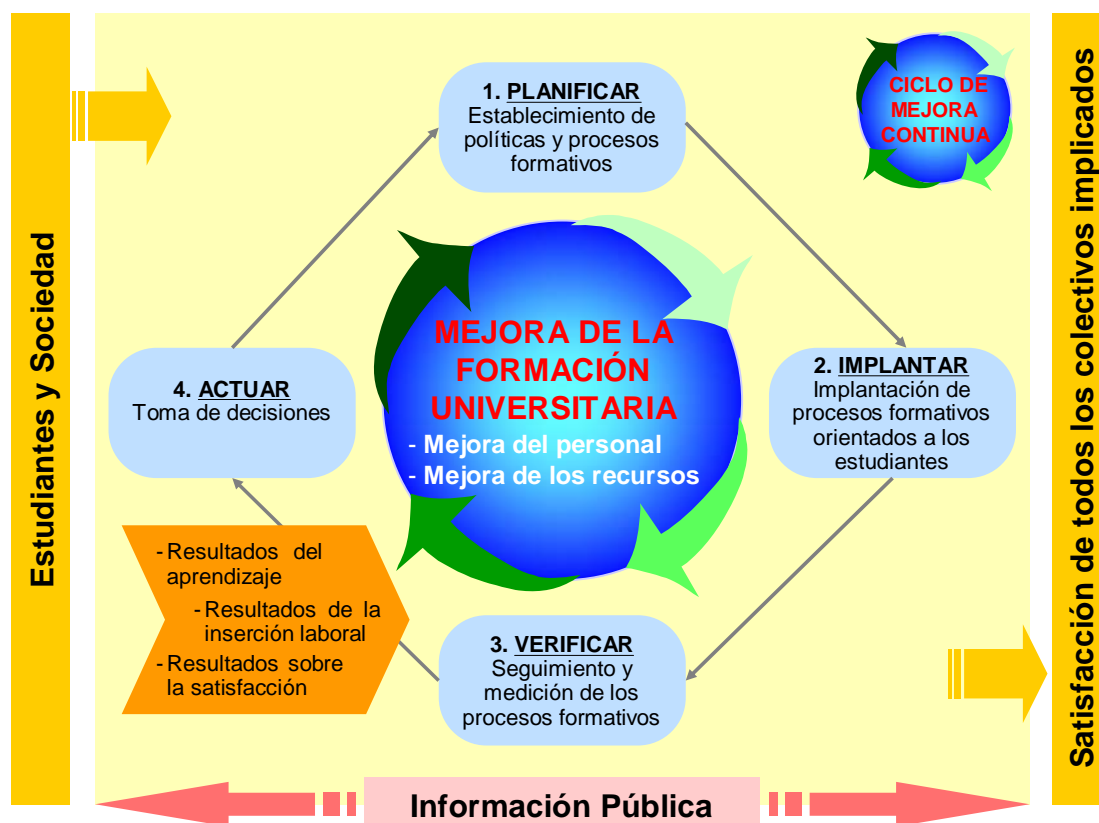 Estudiantes y Sociedad
1. PLANIFICAR
Establecimiento de
políticas y procesos
formativos
CICLO DE
MEJORA
CONTINUA
MEJORA DE LA
FORMACIÓN
UNIVERSITARIA
- Mejora del personal
- Mejora de los recursos
4. ACTUAR
Toma de decisiones
2. IMPLANTAR
Implantación de
procesos formativos
orientados a los
estudiantes
- Resultados del
aprendizaje
- Resultados de la
inserción laboral
- Resultados sobre
la satisfacción
3. VERIFICAR
Seguimiento y
medición de los
procesos formativos
Satisfacción de todos los colectivos implicados
Información Pública